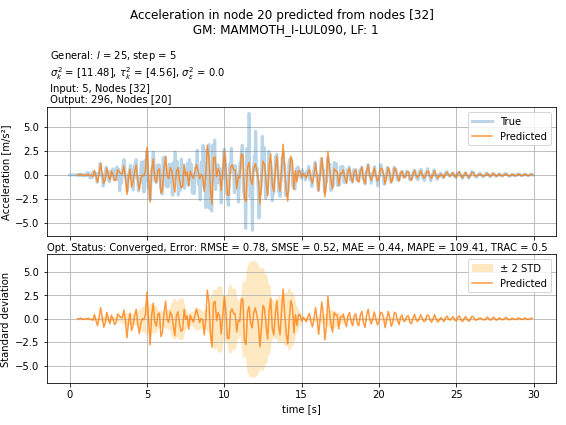 Acceleration in node 20 predicted from nodes [32]
GM: MAMMOTH_I-LUL090, LF: 1
General: l = 25, step = 5
σ²ₖ = [11.48], τ²ₖ = [4.56], σ²ε = 0.0
Input: 5, Nodes [32]
Output: 296, Nodes [20]
Acceleration [m/s²]
5.0
2.5
0.0
−2.5
−5.0
True
Predicted
Opt. Status: Converged, Error: RMSE = 0.78, SMSE = 0.52, MAE = 0.44, MAPE = 109.41, TRAC = 0.5
Standard deviation
5.0
2.5
0.0
−2.5
−5.0
± 2 STD
Predicted
0
5
10
15
20
25
30
time [s]